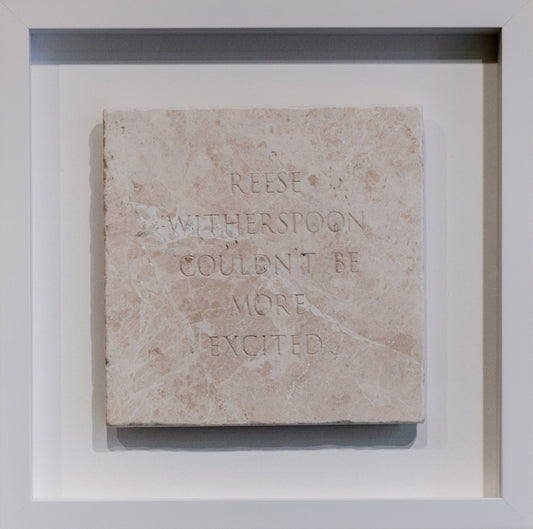 REESE
WITHERSPOON
COULDN'T BE
MORE
EXCITED.